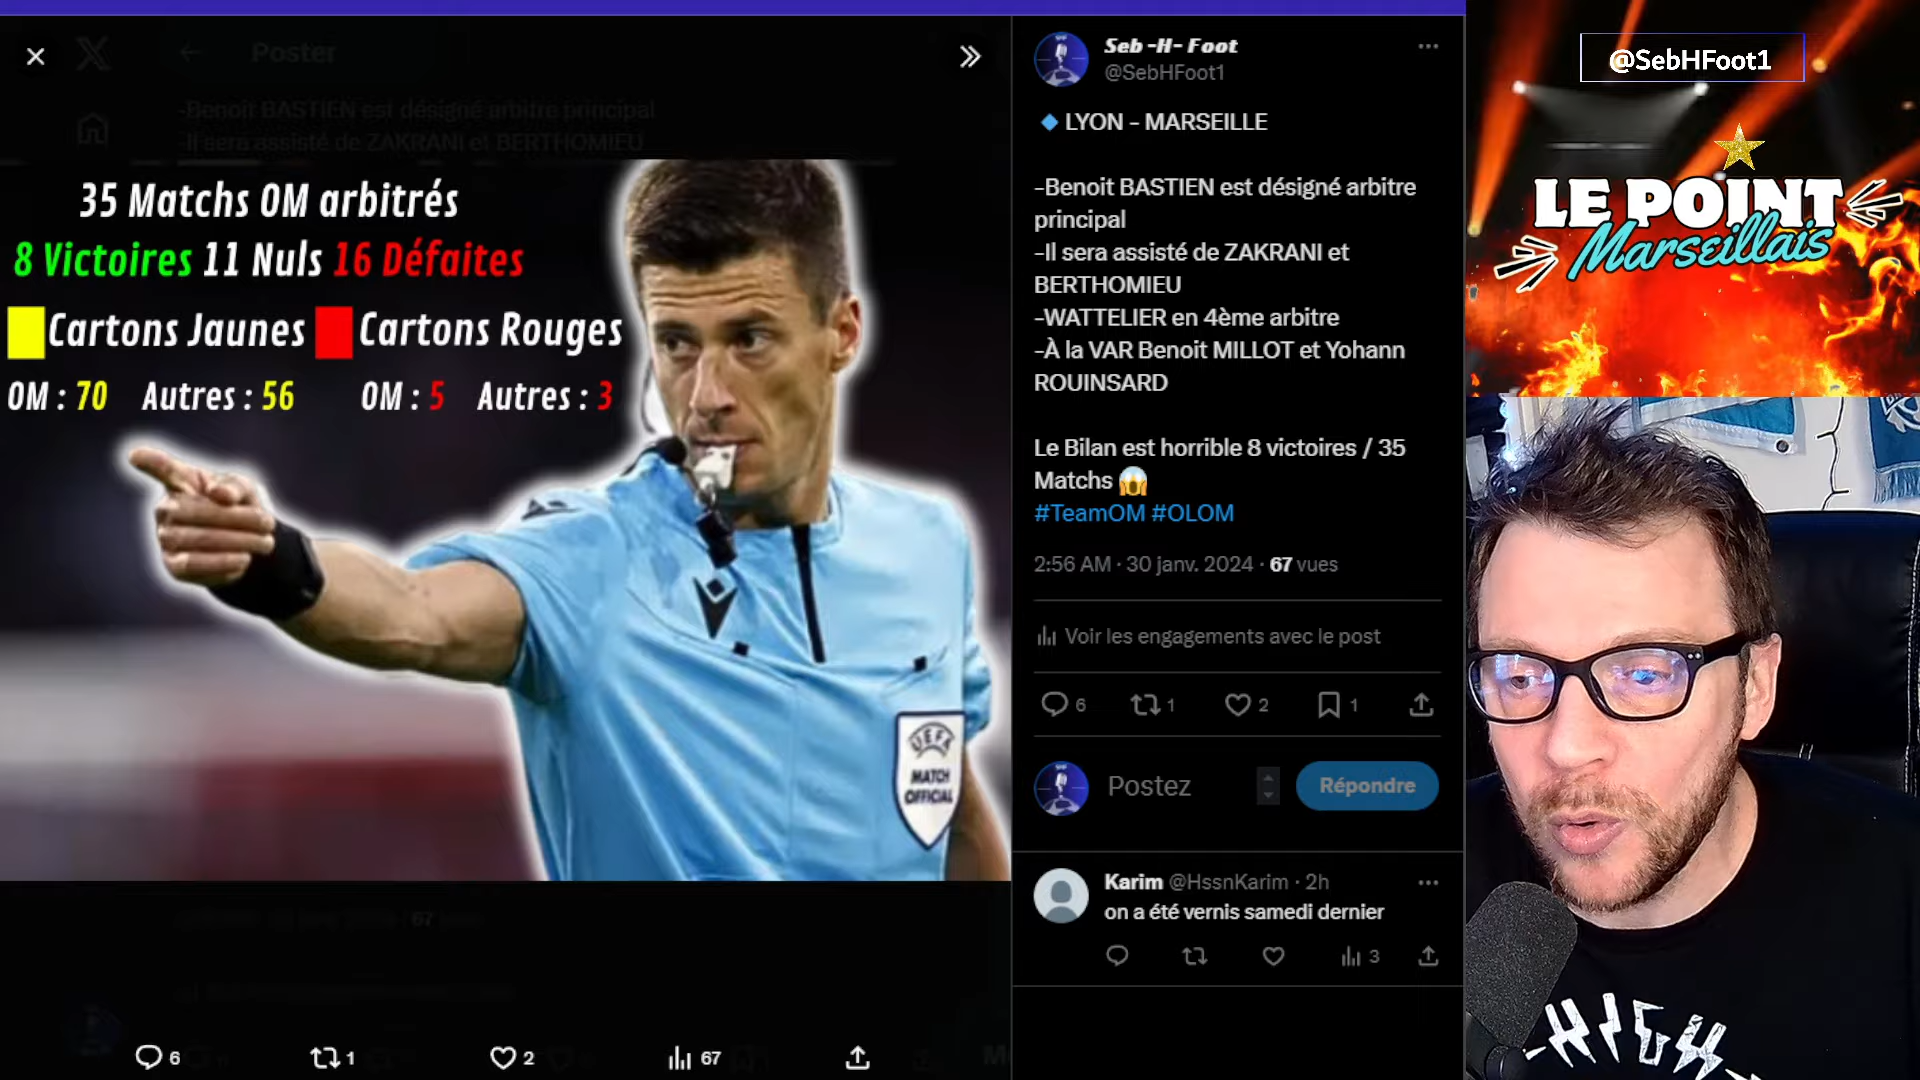 Poster
-Benoit BASTIEN est désigné arbitre principal
-Il sera assisté de ZAKRANI et BERTHOMIEU
35 Matchs OM arbitrés
8 Victoires 11 Nuls 16 Défaites
Cartons Jaunes Cartons Rouges
OM : 70 Autres : 56 OM : 5 Autres : 3
UEFA
MATCH
OFFICIAL
6 1 2 67
Seb -H- Foot
@SebHFoot1
LYON - MARSEILLE
-Benoit BASTIEN est désigné arbitre
principal
-Il sera assisté de ZAKRANI et
BERTHOMIEU
-WATTELIER en 4ème arbitre
-À la VAR Benoit MILLOT et Yohann
ROUINSARD
Le Bilan est horrible 8 victoires / 35
Matchs 😱
#TeamOM #OLOM
2:56 AM · 30 janv. 2024 · 67 vues
Voir les engagements avec le post
6 1 2 1
Postez
Répondre
Karim @HssnKarim · 2h
on a été vernis samedi dernier
3
@SebHFoot1
LE POINT
Marseillais